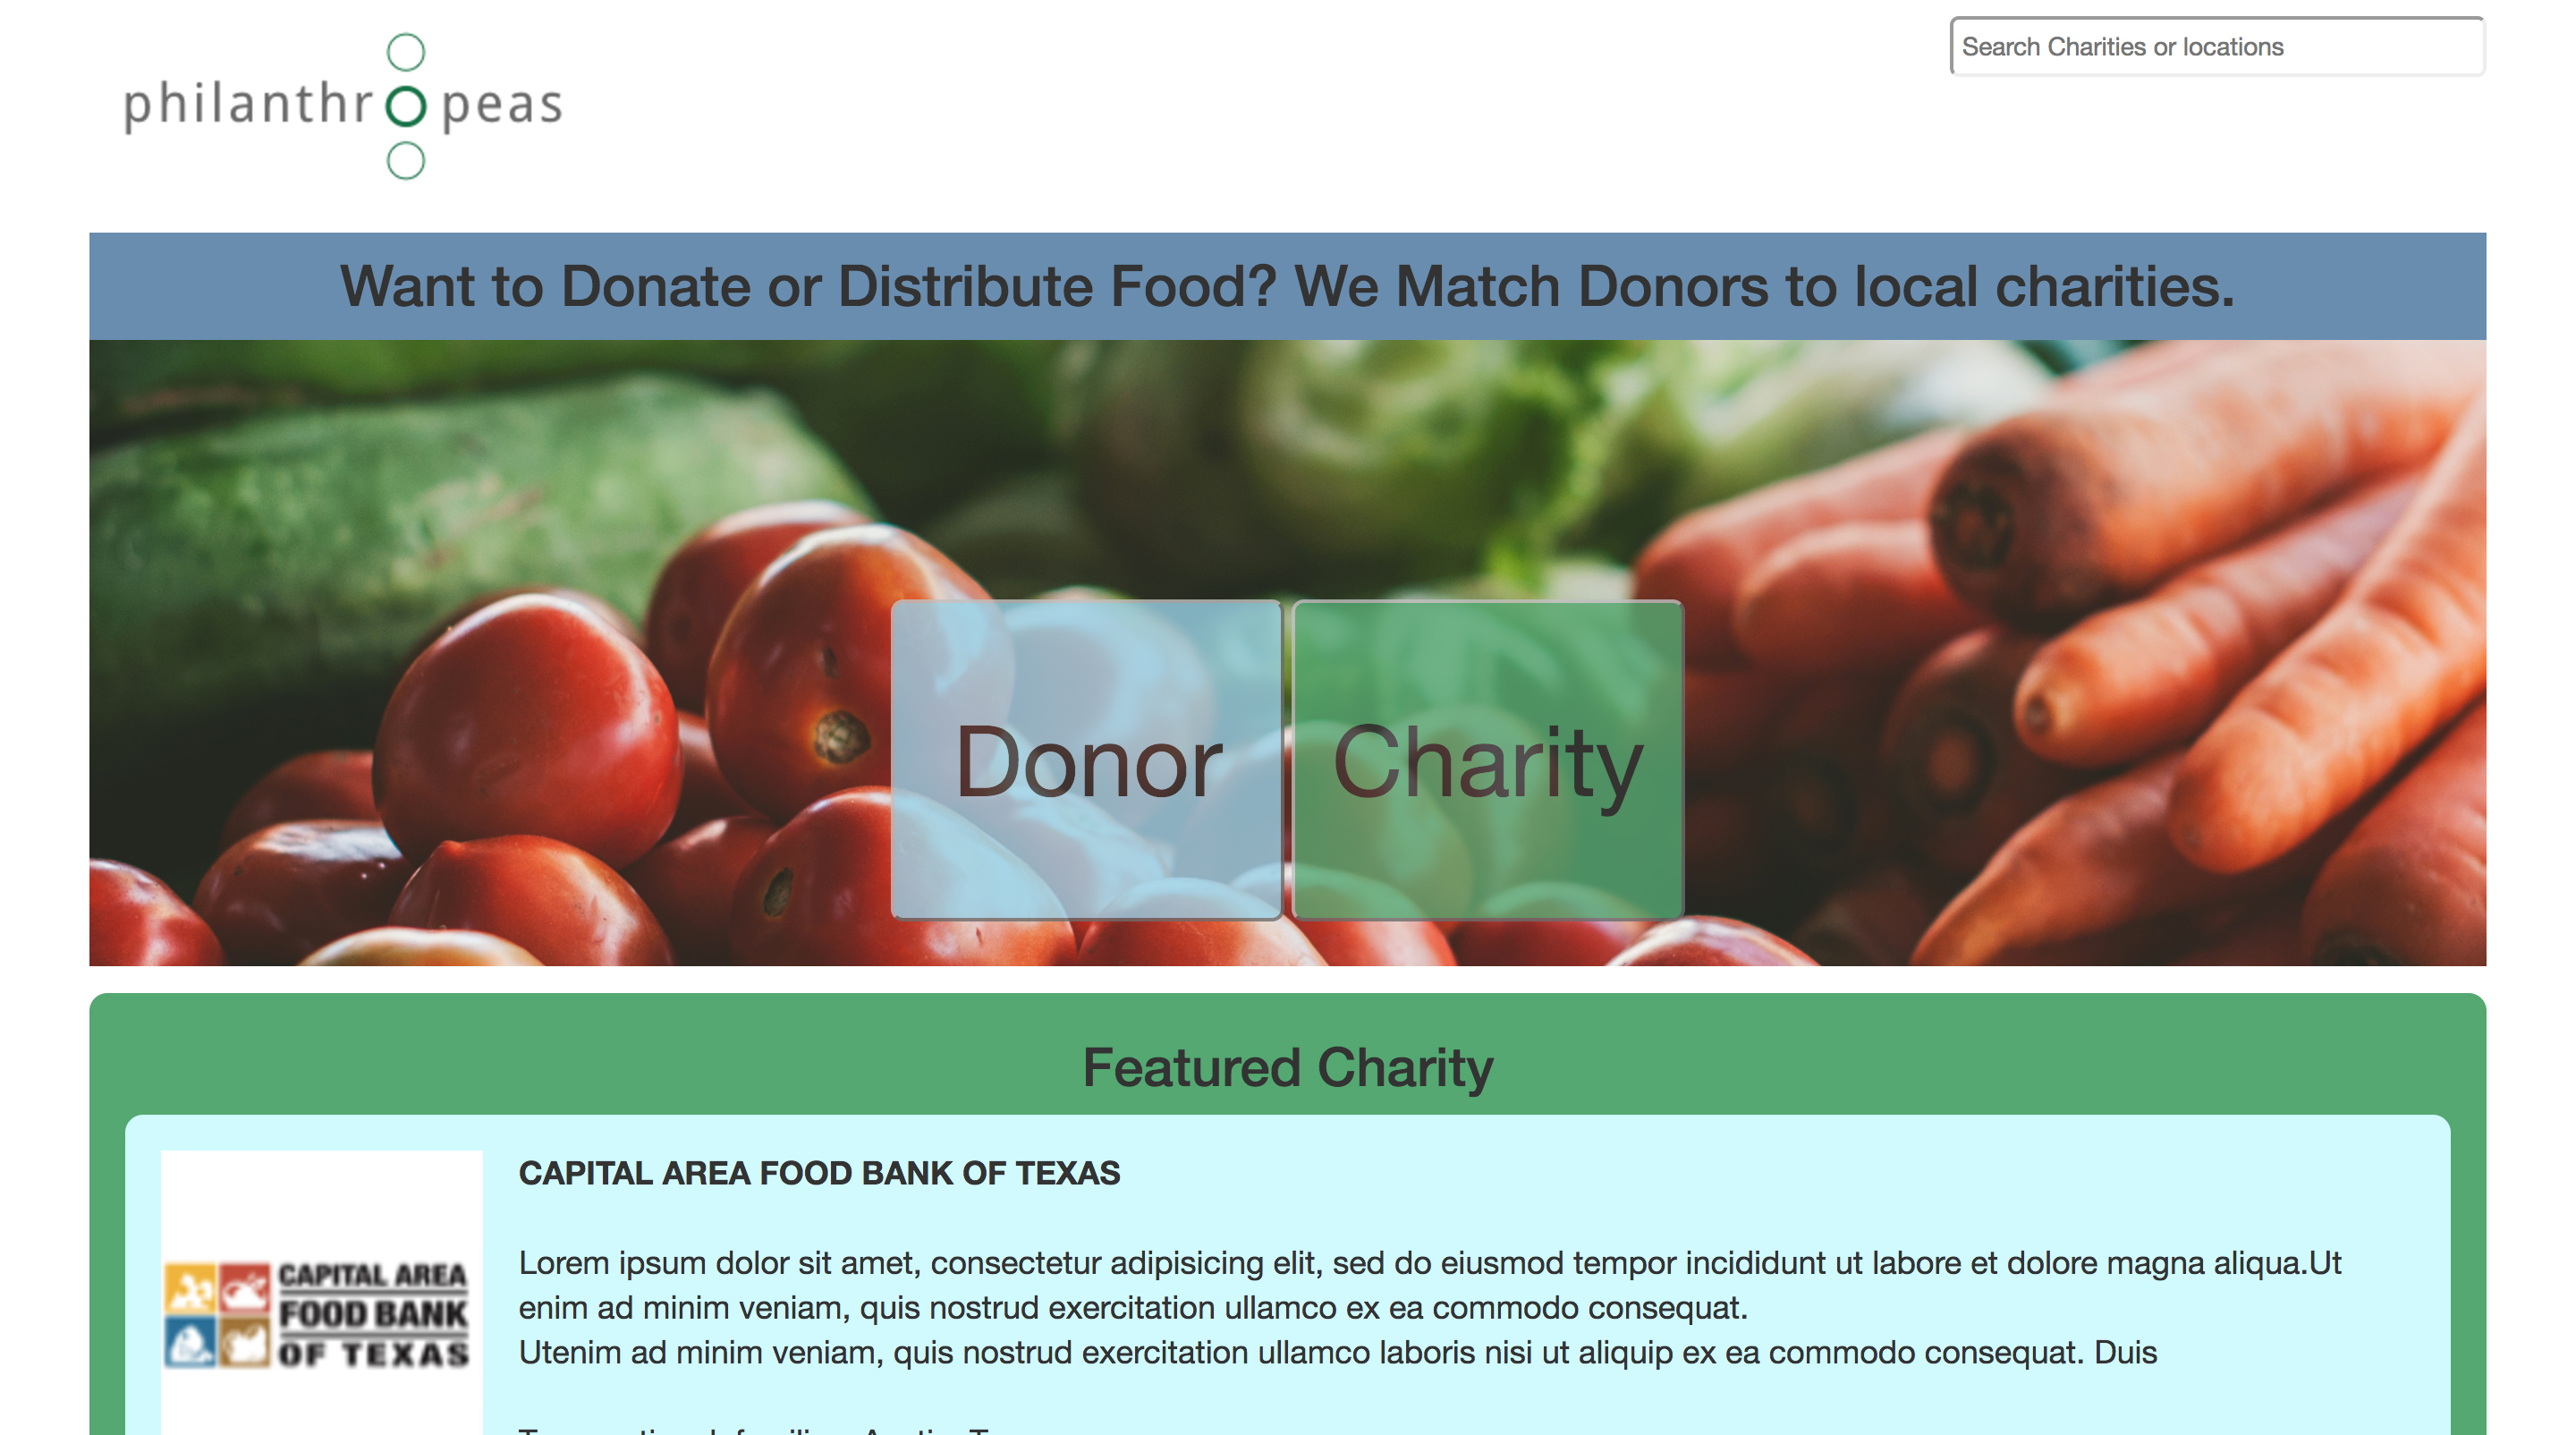 philanthropeas
Search Charities or locations
Want to Donate or Distribute Food? We Match Donors to local charities.
Donor
Charity
Featured Charity
CAPITAL AREA FOOD BANK OF TEXAS
CAPITAL AREA
FOOD BANK
OF TEXAS
Lorem ipsum dolor sit amet, consectetur adipisicing elit, sed do eiusmod tempor incididunt ut labore et dolore magna aliqua.Ut
enim ad minim veniam, quis nostrud exercitation ullamco ex ea commodo consequat.
Utenim ad minim veniam, quis nostrud exercitation ullamco laboris nisi ut aliquip ex ea commodo consequat. Duis